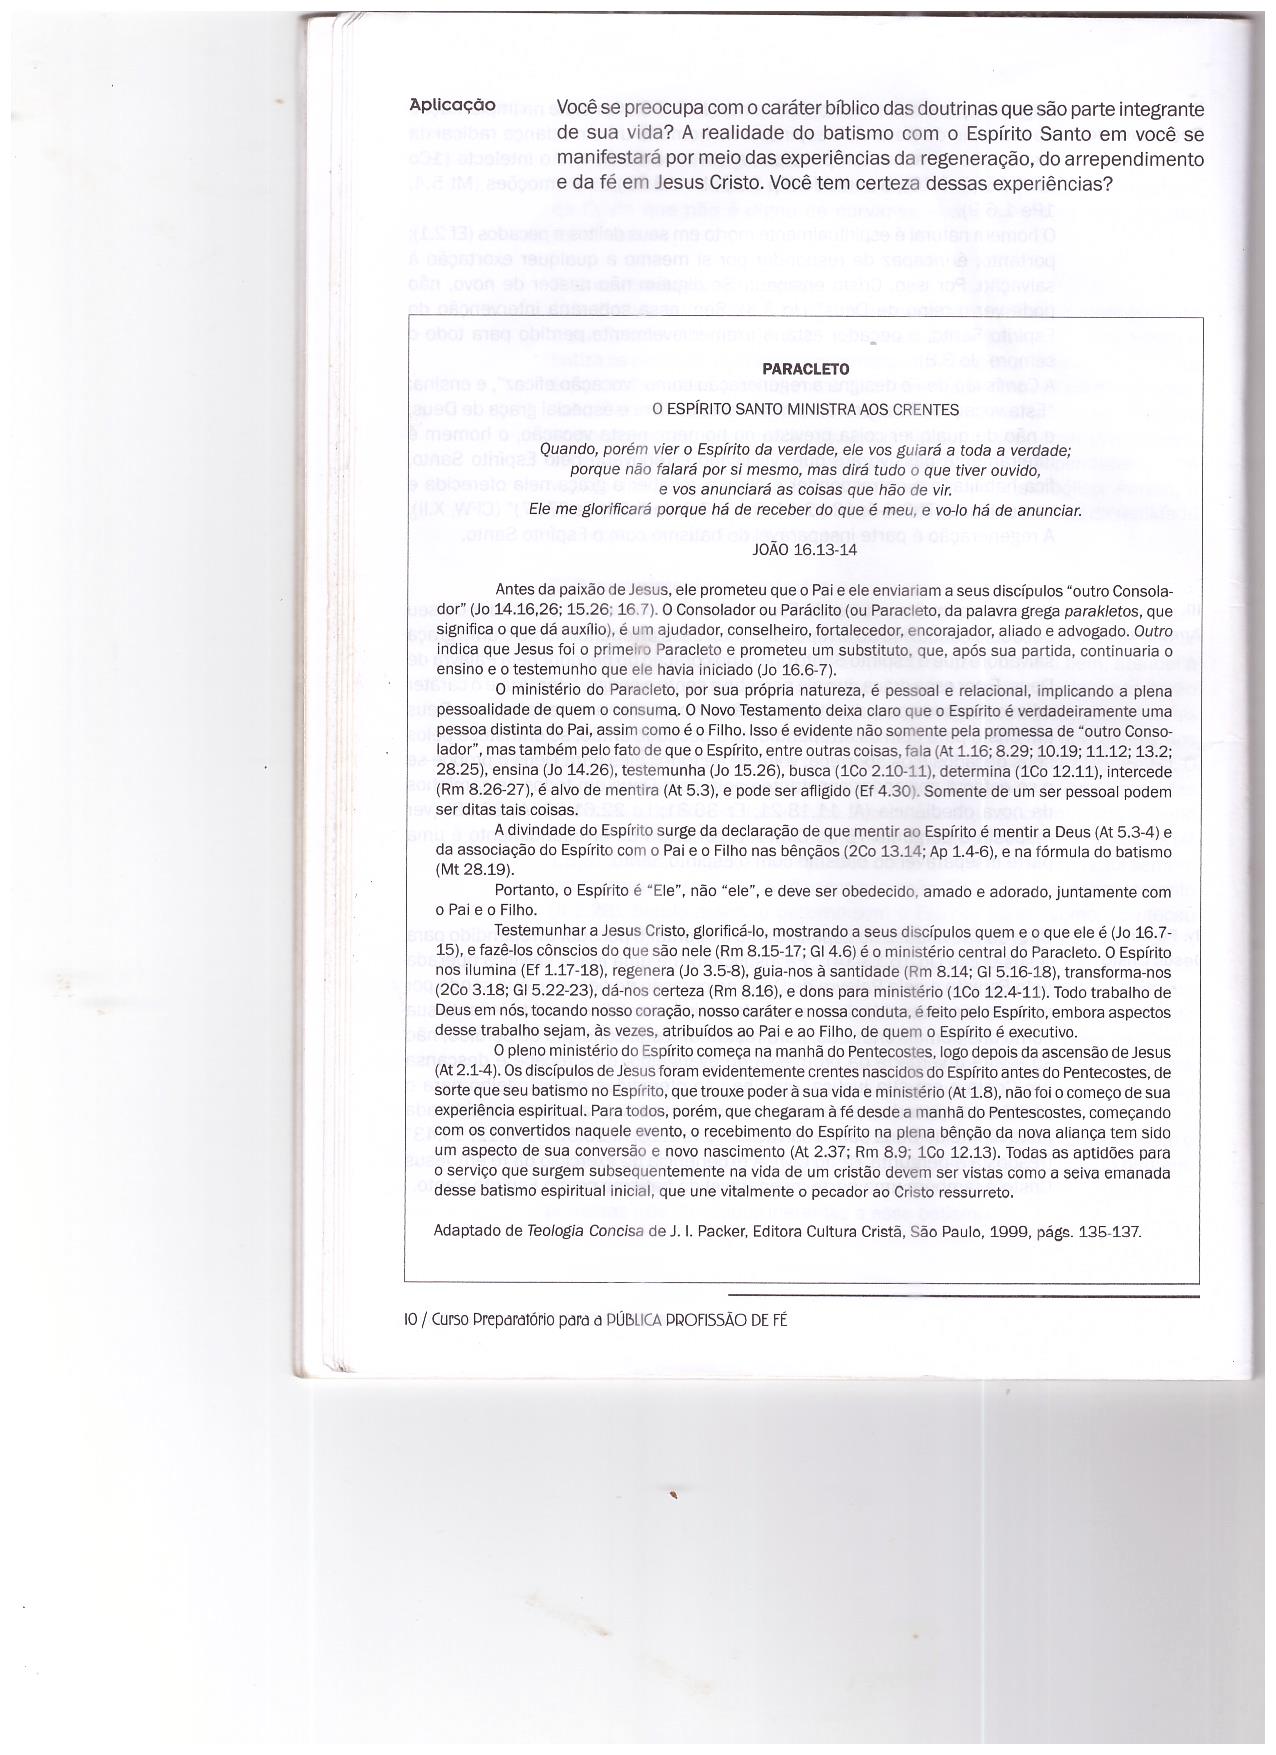 Aplicação
Você se preocupa com o caráter bíblico das doutrinas que são parte integrante
de sua vida? A realidade do batismo com o Espírito Santo em você se
manifestará por meio das experiências da regeneração, do arrependimento
e da fé em Jesus Cristo. Você tem certeza dessas experiências?
PARACLETO
O ESPÍRITO SANTO MINISTRA AOS CRENTES
Quando, porém vier o Espírito da verdade, ele vos guiará a toda a verdade;
porque não falará por si mesmo, mas dirá tudo o que tiver ouvido,
e vos anunciará as coisas que hão de vir.
Ele me glorificará porque há de receber do que é meu, e vo-lo há de anunciar.
JOÃO 16.13-14
Antes da paixão de Jesus, ele prometeu que o Pai e ele enviariam a seus discípulos “outro Consola-
dor” (Jo 14.16,26; 15.26; 16.7). O Consolador ou Paráclito (ou Paracleto, da palavra grega parakletos, que
significa o que dá auxílio), é um ajudador, conselheiro, fortalecedor, encorajador, aliado e advogado. Outro
indica que Jesus foi o primeiro Paracleto e prometeu um substituto, que, após sua partida, continuaria o
ensino e o testemunho que ele havia iniciado (Jo 16.6-7).
O ministério do Paracleto, por sua própria natureza, é pessoal e relacional, implicando a plena
pessoalidade de quem o consuma. O Novo Testamento deixa claro que o Espírito é verdadeiramente uma
pessoa distinta do Pai, assim como é o Filho. Isso é evidente não somente pela promessa de “outro Conso-
lador”, mas também pelo fato de que o Espírito, entre outras coisas, fala (At 1.16; 8.29; 10.19; 11.12; 13.2;
28.25), ensina (Jo 14.26), testemunha (Jo 15.26), busca (1Co 2.10-11), determina (1Co 12.11), intercede
(Rm 8.26-27), é alvo de mentira (At 5.3), e pode ser afligido (Ef 4.30). Somente de um ser pessoal podem
ser ditas tais coisas.
A divindade do Espírito surge da declaração de que mentir ao Espírito é mentir a Deus (At 5.3-4) e
da associação do Espírito com o Pai e o Filho nas bênçãos (2Co 13.14; Ap 1.4-6), e na fórmula do batismo
(Mt 28.19).
Portanto, o Espírito é “Ele”, não “ele”, e deve ser obedecido, amado e adorado, juntamente com
o Pai e o Filho.
Testemunhar a Jesus Cristo, glorificá-lo, mostrando a seus discípulos quem e o que ele é (Jo 16.7-
15), e fazê-los cônscios do que são nele (Rm 8.15-17; Gl 4.6) é o ministério central do Paracleto. O Espírito
nos ilumina (Ef 1.17-18), regenera (Jo 3.5-8), guia-nos à santidade (Rm 8.14; Gl 5.16-18), transforma-nos
(2Co 3.18; Gl 5.22-23), dá-nos certeza (Rm 8.16), e dons para ministério (1Co 12.4-11). Todo trabalho de
Deus em nós, tocando nosso coração, nosso caráter e nossa conduta, é feito pelo Espírito, embora aspectos
desse trabalho sejam, às vezes, atribuídos ao Pai e ao Filho, de quem o Espírito é executivo.
O pleno ministério do Espírito começa na manhã do Pentecostes, logo depois da ascensão de Jesus
(At 2.1-4). Os discípulos de Jesus foram evidentemente crentes nascidos do Espírito antes do Pentecostes, de
sorte que seu batismo no Espírito, que trouxe poder à sua vida e ministério (At 1.8), não foi o começo de sua
experiência espiritual. Para todos, porém, que chegaram à fé desde a manhã do Pentescostes, começando
com os convertidos naquele evento, o recebimento do Espírito na plena bênção da nova aliança tem sido
um aspecto de sua conversão e novo nascimento (At 2.37; Rm 8.9; 1Co 12.13). Todas as aptidões para
o serviço que surgem subsequentemente na vida de um cristão devem ser vistas como a seiva emanada
desse batismo espiritual inicial, que une vitalmente o pecador ao Cristo ressurreto.
Adaptado de Teologia Concisa de J. I. Packer, Editora Cultura Cristã, São Paulo, 1999, págs. 135-137.
10 / Curso Preparatório para a PÚBLICA PROFISSÃO DE FÉ